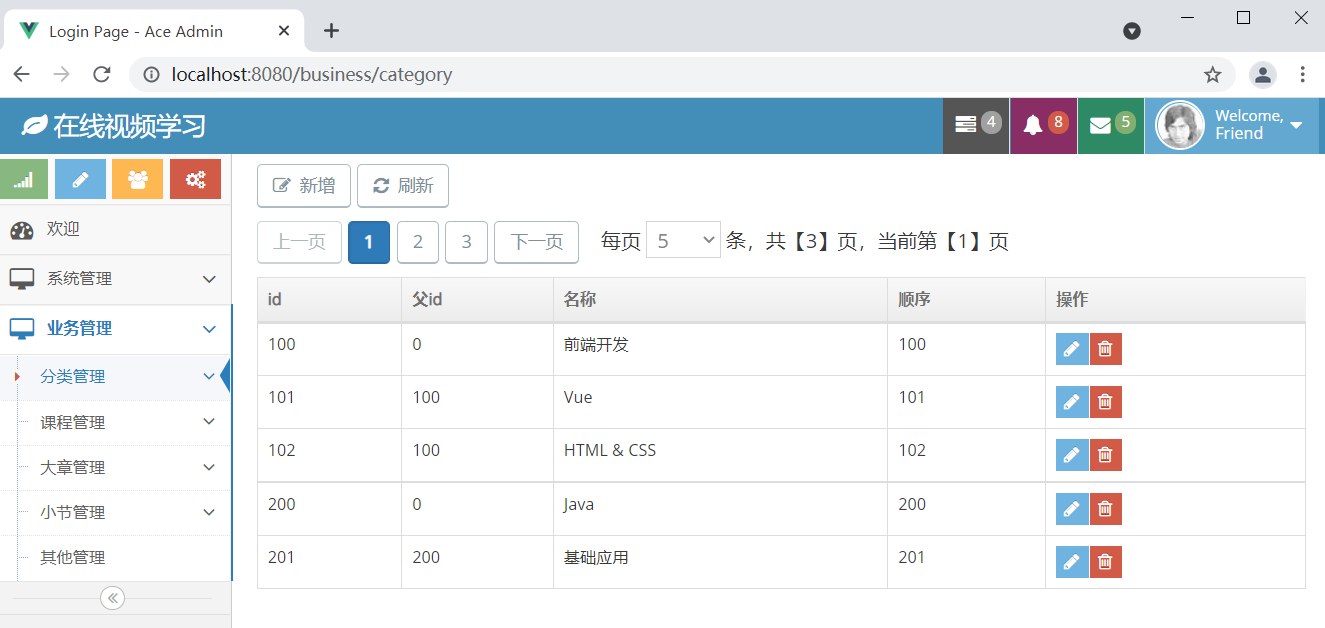 Login Page - Ace Admin
localhost:8080/business/category
在线视频学习
4
8
5
Welcome,
Friend
新增
刷新
欢迎
上一页 1 2 3 下一页 每页 5 条，共【3】页，当前第【1】页
系统管理
业务管理
分类管理
课程管理
大章管理
小节管理
其他管理
id 父id 名称 顺序 操作
100 0 前端开发 100
101 100 Vue 101
102 100 HTML & CSS 102
200 0 Java 200
201 200 基础应用 201